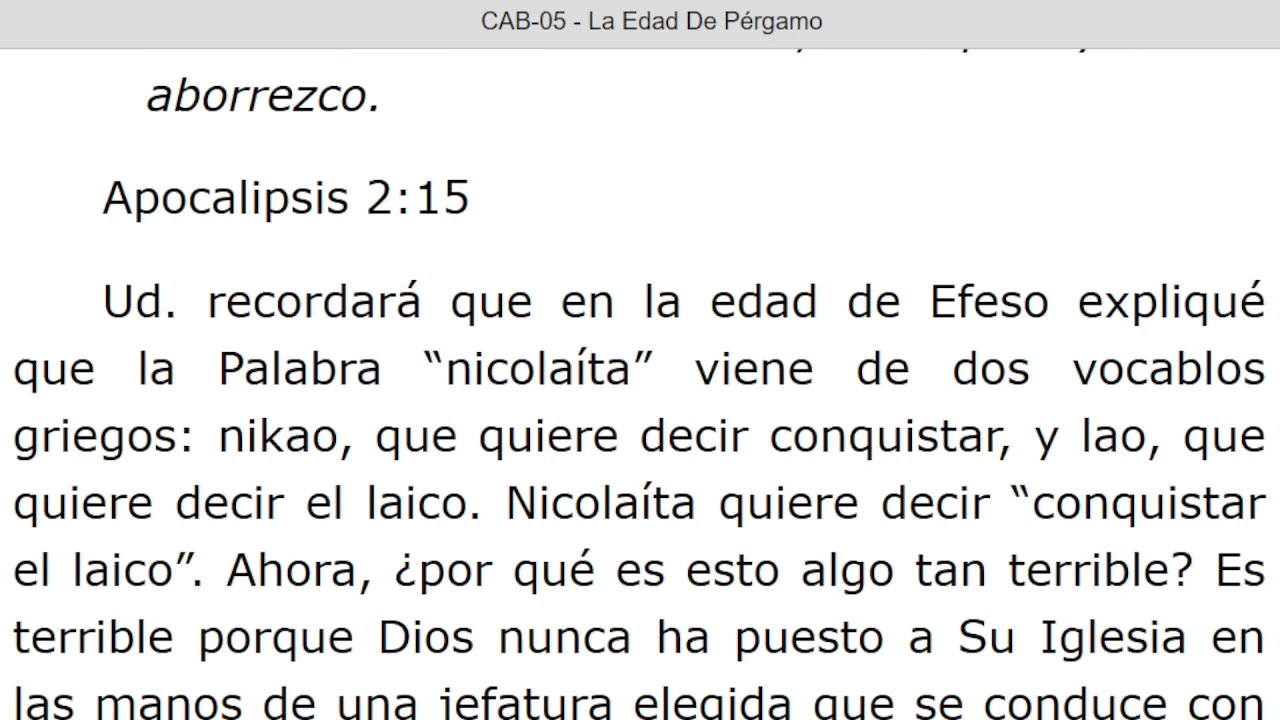 CAB-05 - La Edad De Pérgamo
aborrezco.
Apocalipsis 2:15
Ud. recordará que en la edad de Efeso expliqué
que la Palabra “nicolaíta” viene de dos vocablos
griegos: nikao, que quiere decir conquistar, y lao, que
quiere decir el laico. Nicolaíta quiere decir “conquistar
el laico”. Ahora, ¿por qué es esto algo tan terrible? Es
terrible porque Dios nunca ha puesto a Su Iglesia en
las manos de una jefatura elegida que se conduce con